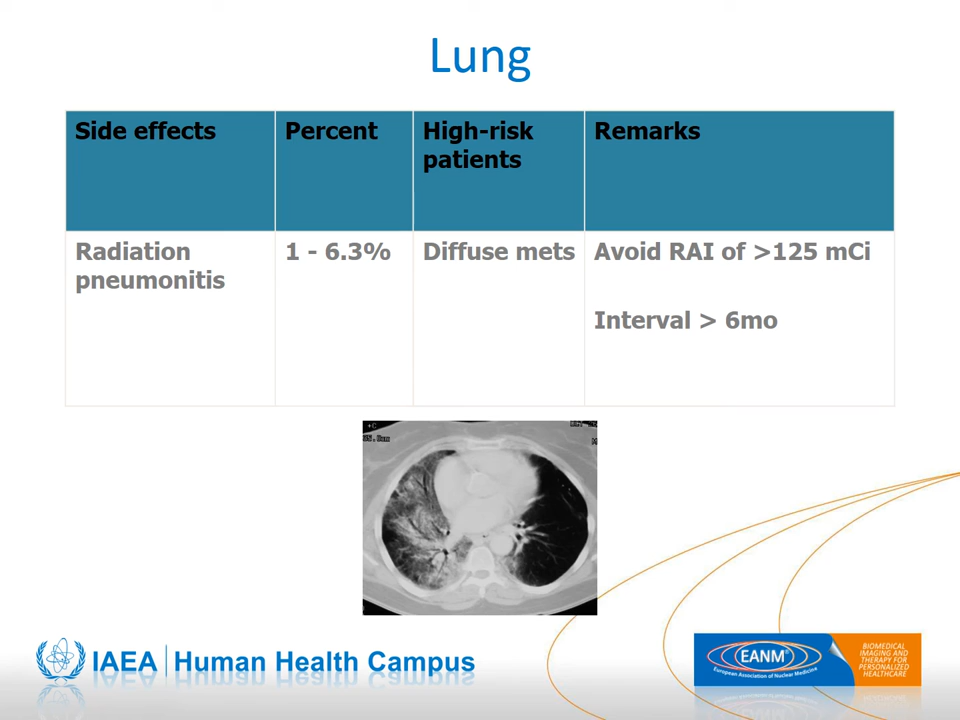 Lung
Side effects
Percent
High-risk
patients
Remarks
Radiation
pneumonitis
1 - 6.3%
Diffuse mets
Avoid RAI of >125 mCi
Interval > 6mo
+C
IAEA
Human Health Campus
EANM®
European Association of Nuclear Medicine
BIOMEDICAL
IMAGING AND
THERAPY FOR
PERSONALIZED
HEALTHCARE